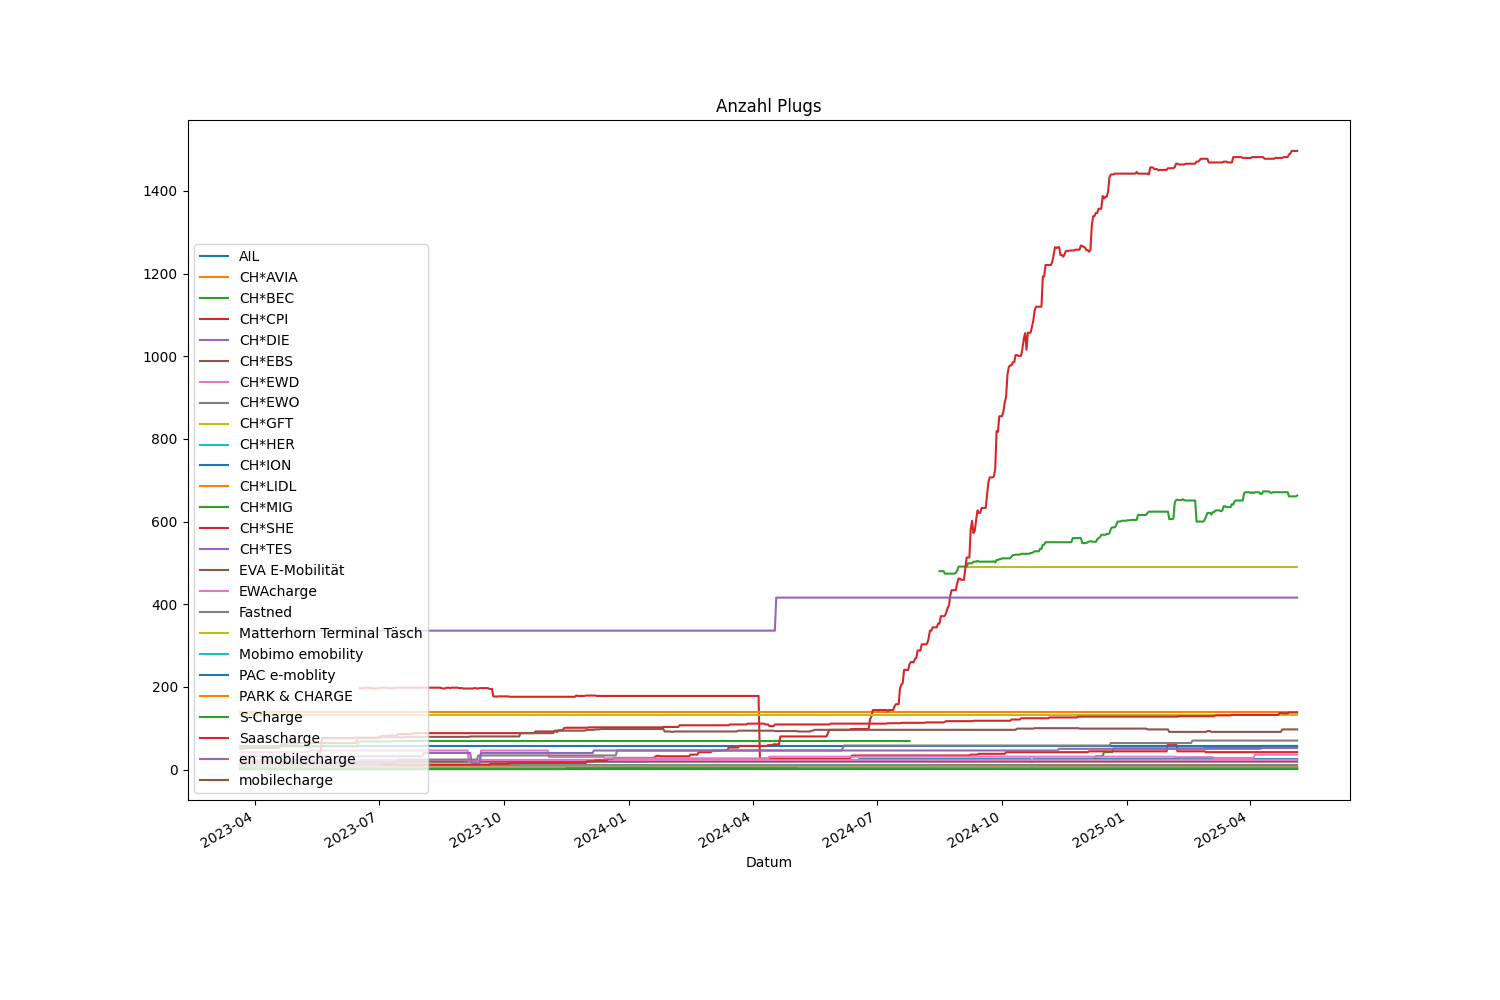 Anzahl Plugs
1400
1200
1000
800
600
400
200
0
AIL
CH*AVIA
CH*BEC
CH*CPI
CH*DIE
CH*EBS
CH*EWD
CH*EWO
CH*GFT
CH*HER
CH*ION
CH*LIDL
CH*MIG
CH*SHE
CH*TES
EVA E-Mobilität
EWAcharge
Fastned
Matterhorn Terminal Täsch
Mobimo emobility
PAC e-moblity
PARK & CHARGE
S-Charge
Saascharge
en mobilecharge
mobilecharge
2023-04
2023-07
2023-10
2024-01
2024-04
2024-07
2024-10
2025-01
2025-04
Datum